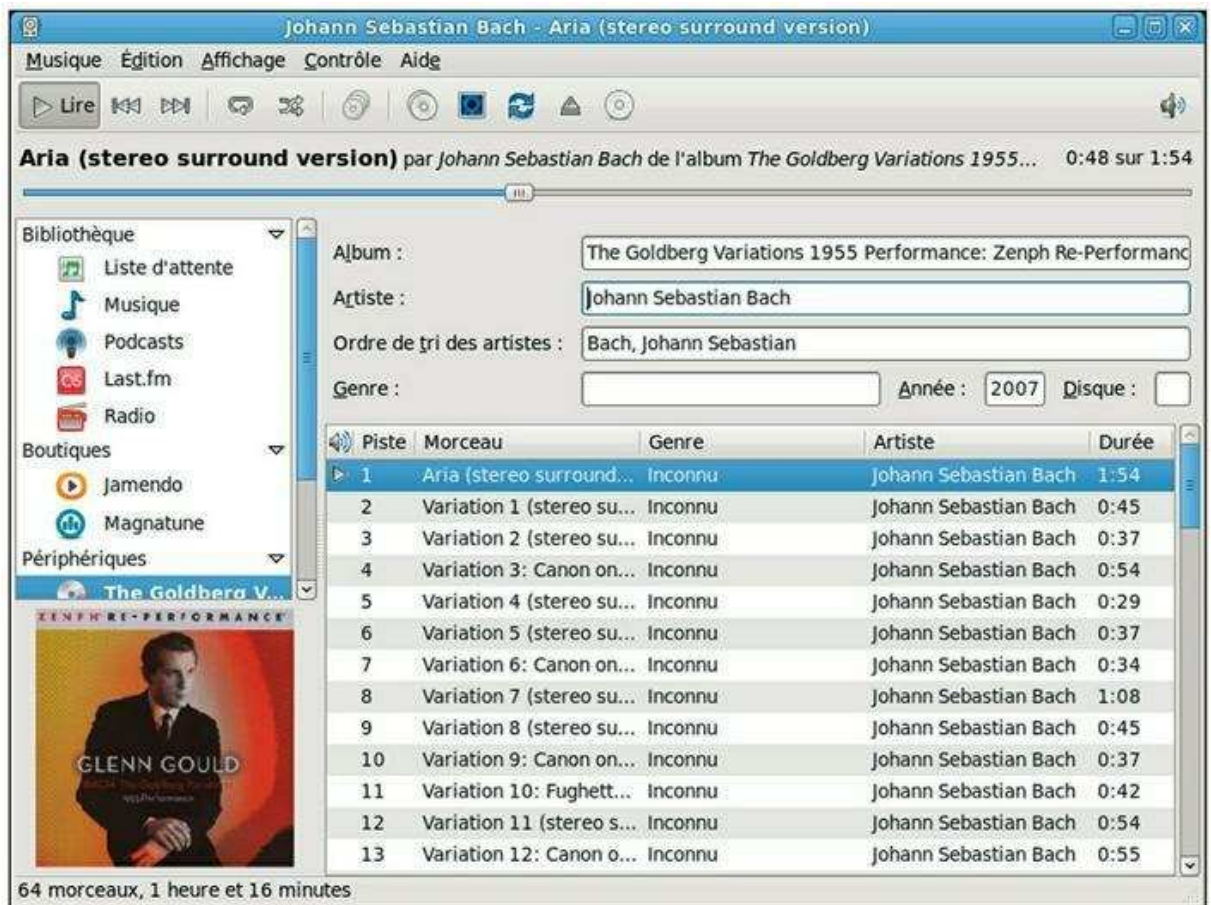 Johann Sebastian Bach - Aria (stereo surround version)
Musique Édition Affichage Contrôle Aide
Lire
Aria (stereo surround version) par Johann Sebastian Bach de l'album The Goldberg Variations 1955... 0:48 sur 1:54
Bibliothèque
Liste d'attente
Musique
Podcasts
Last.fm
Radio
Boutiques
Jamendo
Magnatune
Périphériques
The Goldberg V...
ZENPH RE-PERFORMANCE
GLENN GOULD
Album : The Goldberg Variations 1955 Performance: Zenph Re-Performanc
Artiste : Johann Sebastian Bach
Ordre de tri des artistes : Bach, Johann Sebastian
Genre : Année : 2007 Disque :
Piste Morceau Genre Artiste Durée
1 Aria (stereo surround... Inconnu Johann Sebastian Bach 1:54
2 Variation 1 (stereo su... Inconnu Johann Sebastian Bach 0:45
3 Variation 2 (stereo su... Inconnu Johann Sebastian Bach 0:37
4 Variation 3: Canon on... Inconnu Johann Sebastian Bach 0:54
5 Variation 4 (stereo su... Inconnu Johann Sebastian Bach 0:29
6 Variation 5 (stereo su... Inconnu Johann Sebastian Bach 0:37
7 Variation 6: Canon on... Inconnu Johann Sebastian Bach 0:34
8 Variation 7 (stereo su... Inconnu Johann Sebastian Bach 1:08
9 Variation 8 (stereo su... Inconnu Johann Sebastian Bach 0:45
10 Variation 9: Canon on... Inconnu Johann Sebastian Bach 0:37
11 Variation 10: Fughett... Inconnu Johann Sebastian Bach 0:42
12 Variation 11 (stereo s... Inconnu Johann Sebastian Bach 0:54
13 Variation 12: Canon o... Inconnu Johann Sebastian Bach 0:55
64 morceaux, 1 heure et 16 minutes